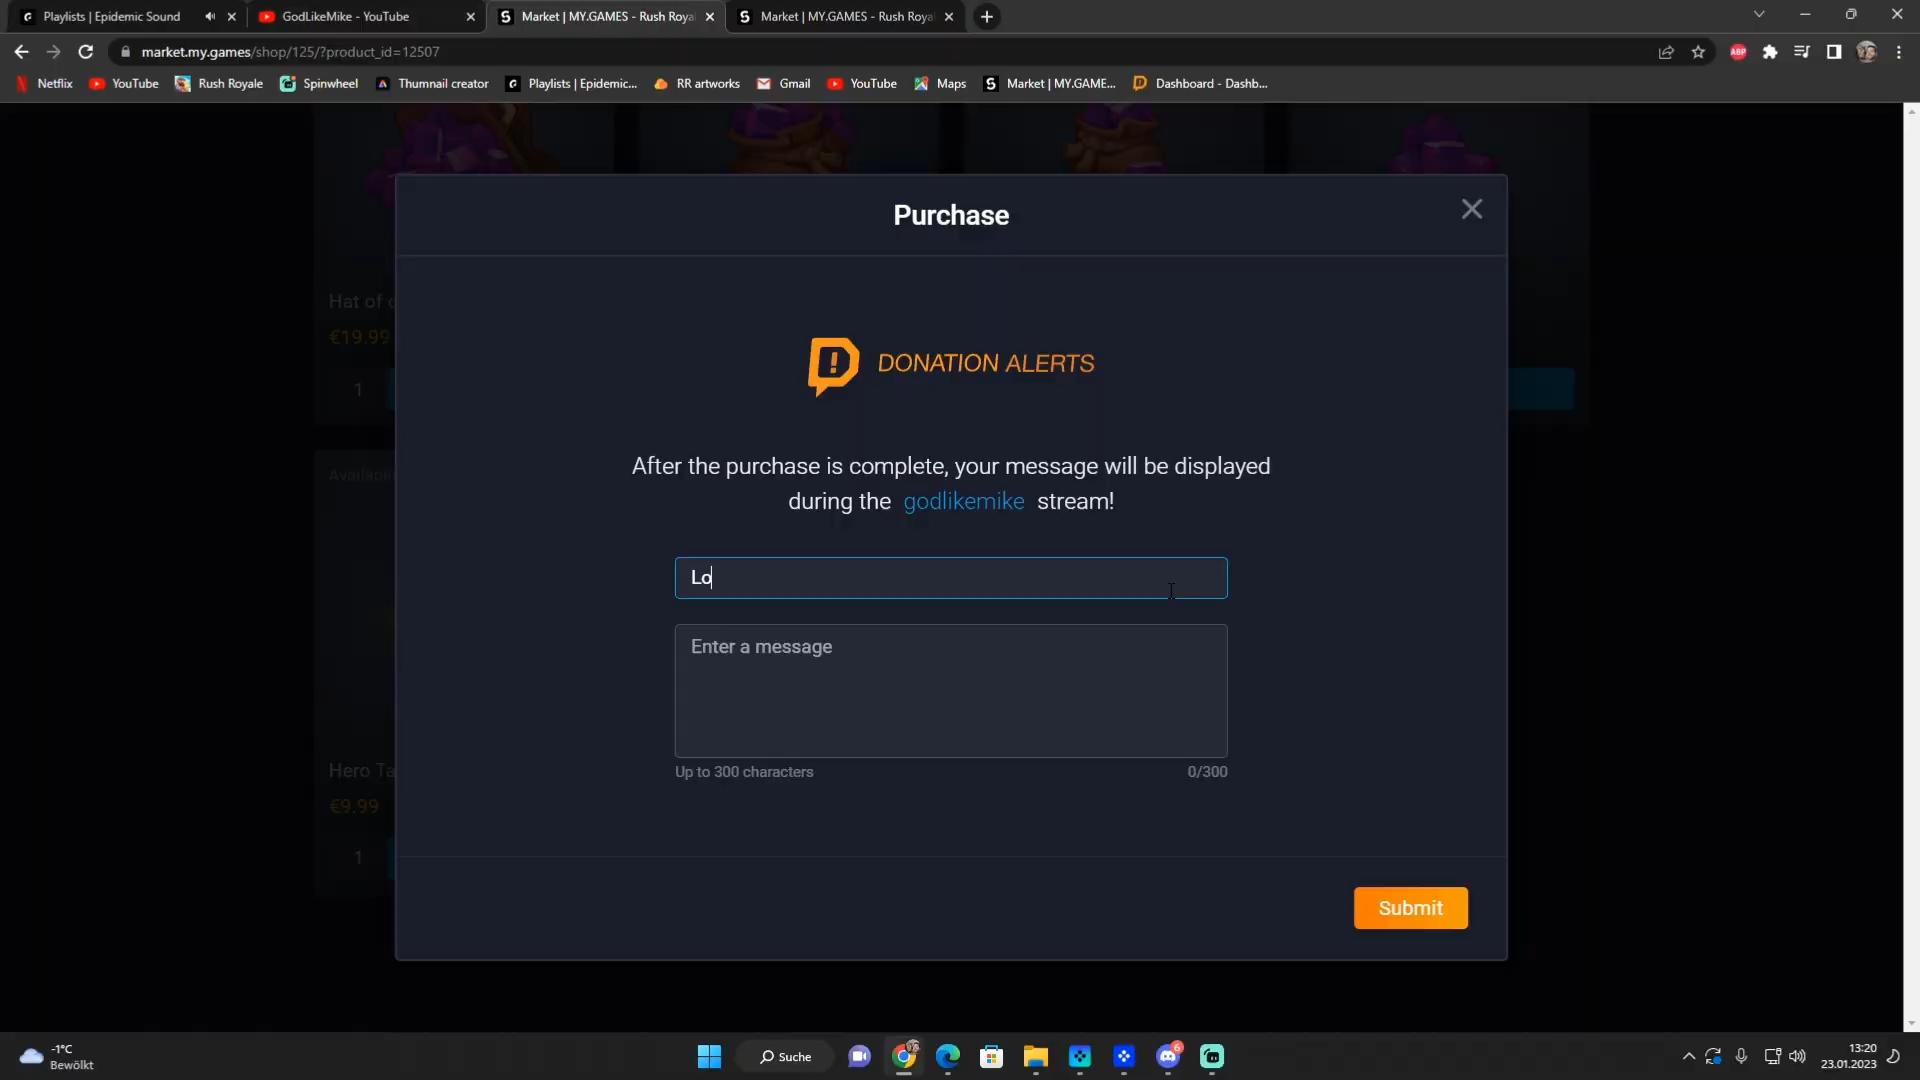 Playlists | Epidemic Sound
GodLikeMike - YouTube
Market | MY.GAMES - Rush Roya
Market | MY.GAMES - Rush Roya
market.my.games/shop/125/?product_id=12507
ABP
Netflix
YouTube
Rush Royale
Spinwheel
Thumnail creator
Playlists | Epidemic...
RR artworks
Gmail
YouTube
Maps
Market | MY.GAME...
Dashboard - Dashb...
Purchase
DONATION ALERTS
After the purchase is complete, your message will be displayed
during the godlikemike stream!
Lo
Enter a message
Up to 300 characters
0/300
Submit
Hat of
€19.99
1
Hero Ta
€9.99
1
-1°C
Bewölkt
Suche
6
13:20
23.01.2023